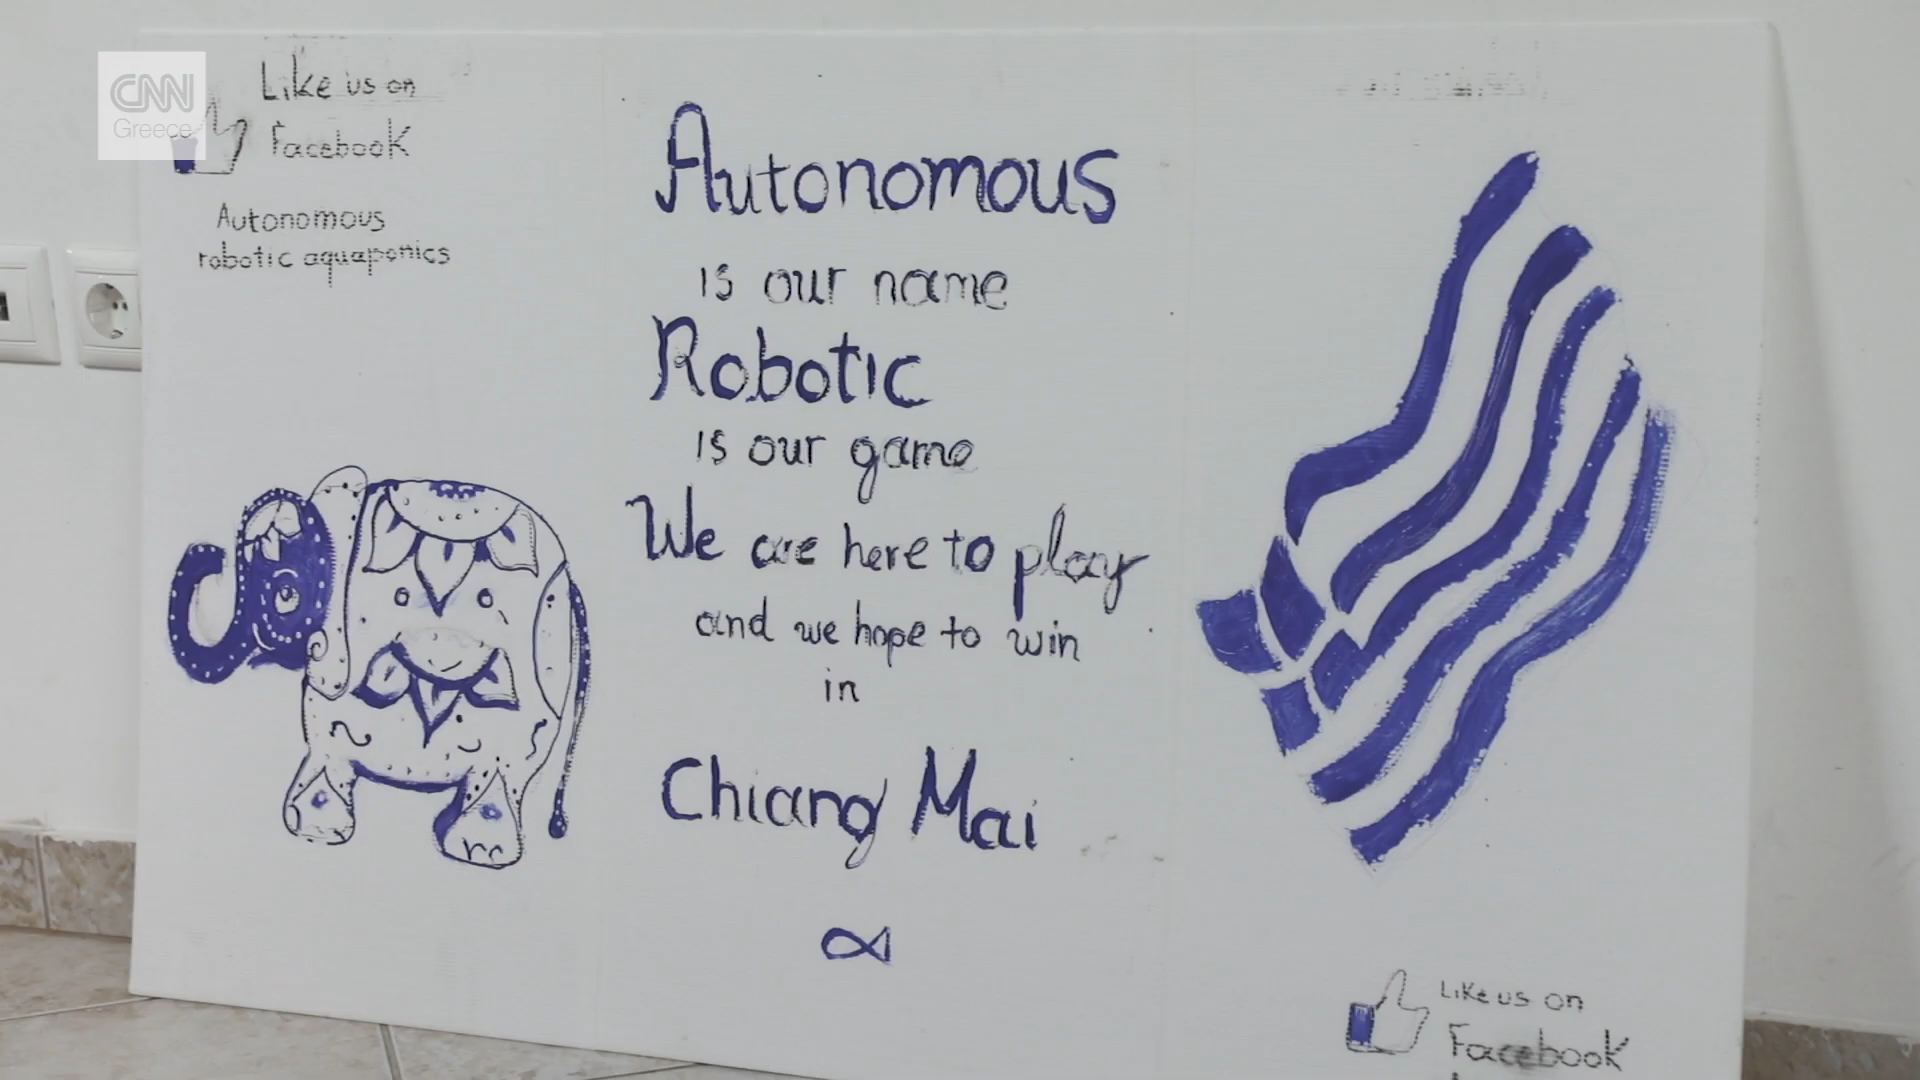 CNN
Greece
Like us on
Facebook
Autonomous
robotic aquaponics
Autonomous
is our name
Robotic
is our game
We are here to play
and we hope to win
in
Chiang Mai
Like us on
Facebook